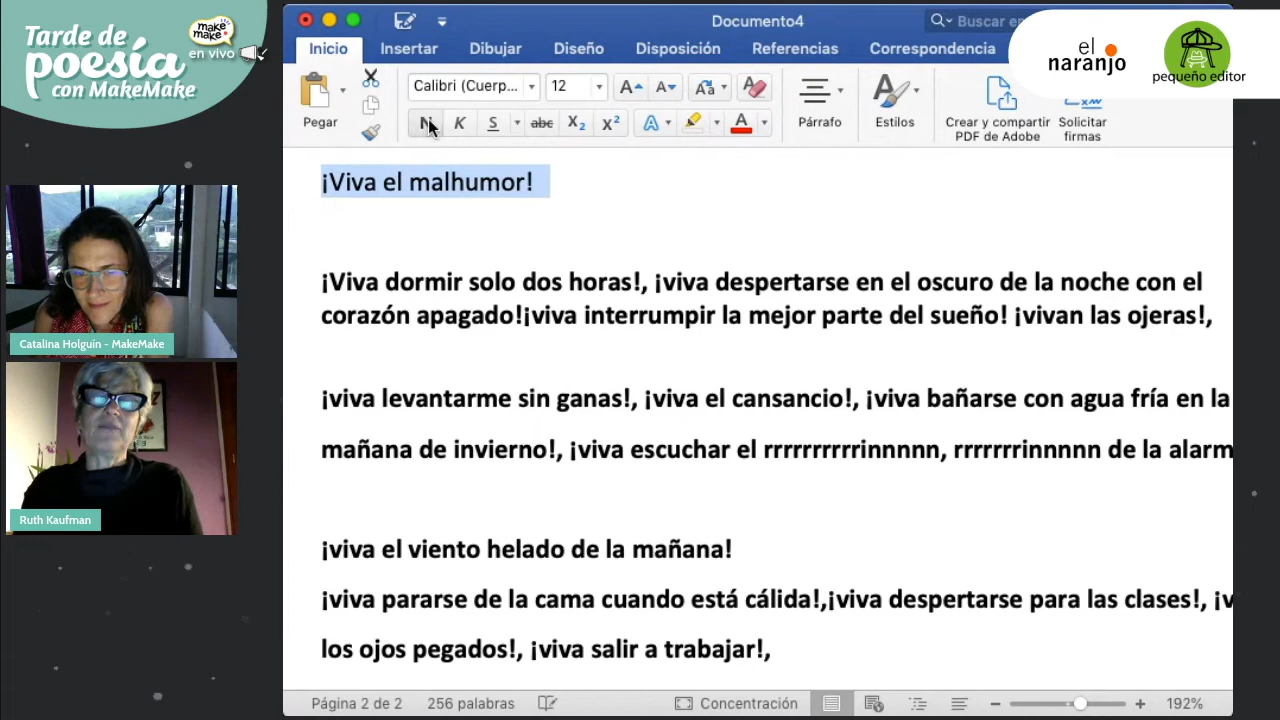 Tarde de
poesía
con MakeMake
make
make
en vivo
Documento4
Buscar en
el
naranjo
pequeño editor
Inicio
Insertar
Dibujar
Diseño
Disposición
Referencias
Correspondencia
Pegar
Calibri (Cuerp...
12
N K S abc X₂ X²
Párrafo
Estilos
Crear y compartir
PDF de Adobe
Solicitar
firmas
¡Viva el malhumor!
¡Viva dormir solo dos horas!, ¡viva despertarse en el oscuro de la noche con el
corazón apagado!¡viva interrumpir la mejor parte del sueño! ¡vivan las ojeras!,
¡viva levantarme sin ganas!, ¡viva el cansancio!, ¡viva bañarse con agua fría en la
mañana de invierno!, ¡viva escuchar el rrrrrrrrrrinnnnn, rrrrrrrinnnnn de la alarm
¡viva el viento helado de la mañana!
¡viva pararse de la cama cuando está cálida!,¡viva despertarse para las clases!, ¡v
los ojos pegados!, ¡viva salir a trabajar!,
Catalina Holguín - MakeMake
Ruth Kaufman
Página 2 de 2
256 palabras
Concentración
192%